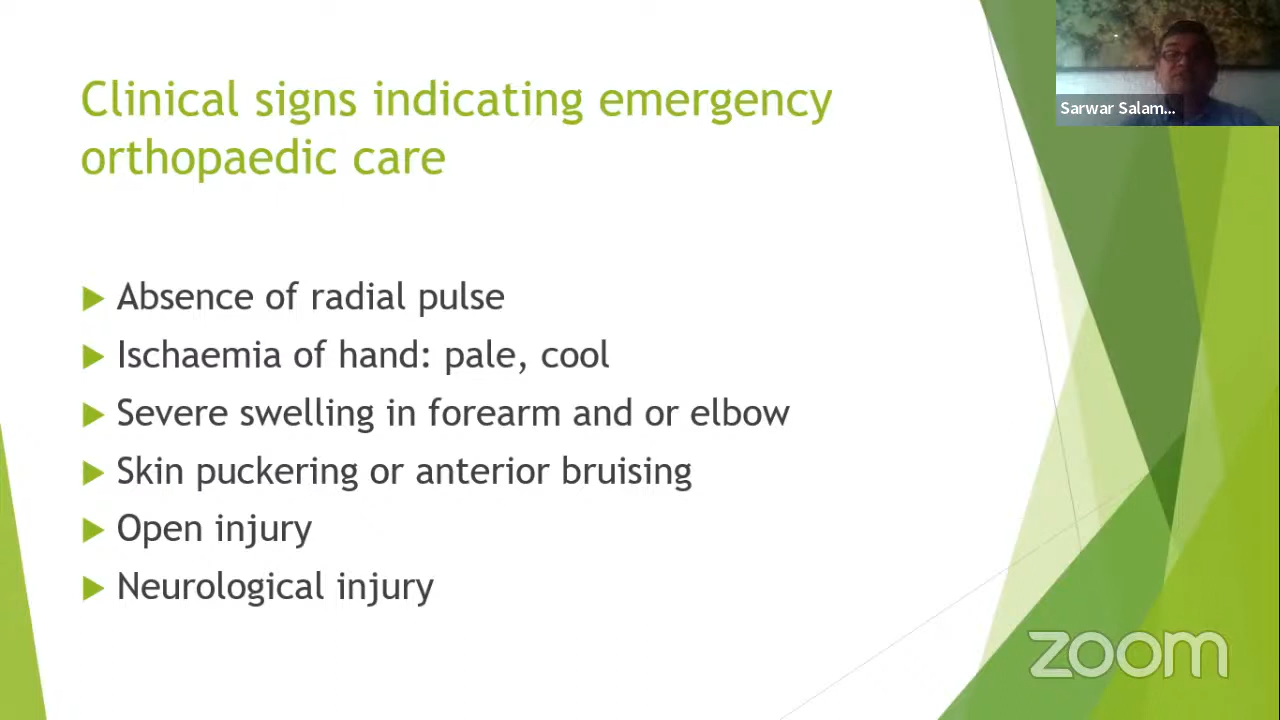 Clinical signs indicating emergency
orthopaedic care
Sarwar Salam...
Absence of radial pulse
Ischaemia of hand: pale, cool
Severe swelling in forearm and or elbow
Skin puckering or anterior bruising
Open injury
Neurological injury
zoom